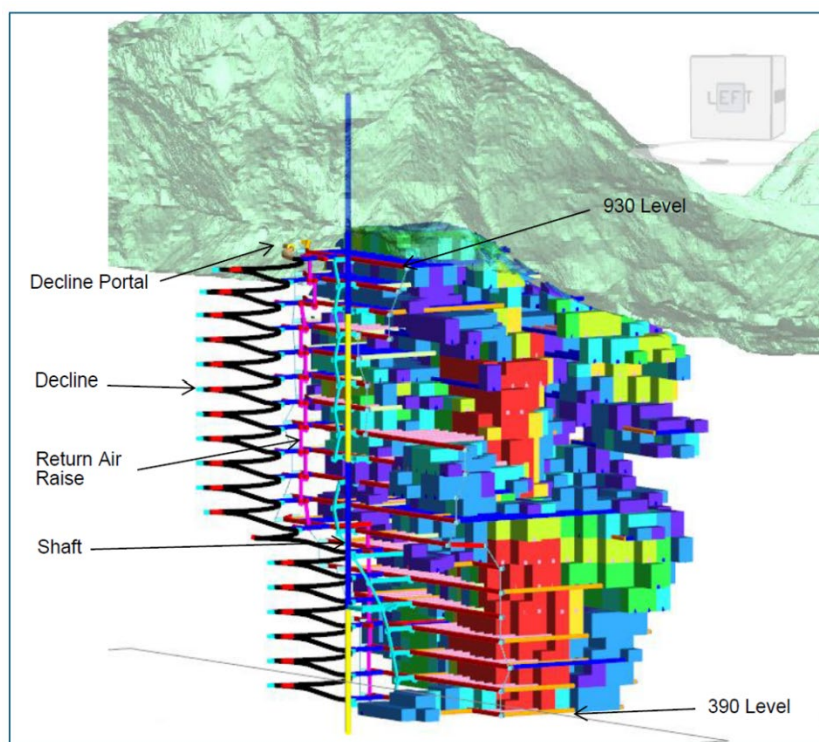 LEFT
930 Level
Decline Portal
Decline
Return Air
Raise
Shaft
390 Level